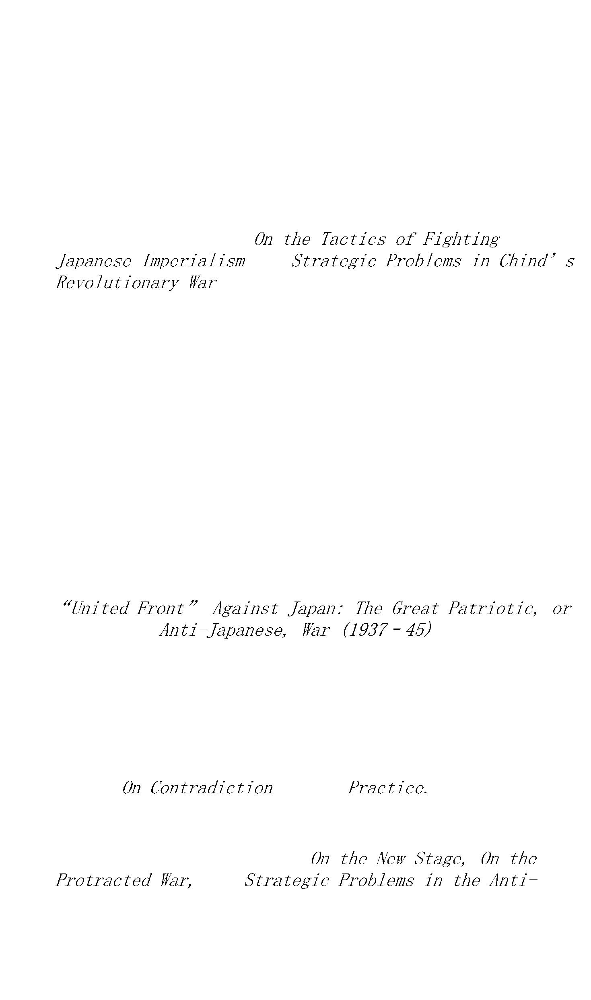 On the Tactics of Fighting
Japanese Imperialism Strategic Problems in Chind’s
Revolutionary War
“United Front” Against Japan: The Great Patriotic, or
Anti-Japanese, War (1937–45)
On Contradiction Practice.
On the New Stage, On the
Protracted War, Strategic Problems in the Anti-